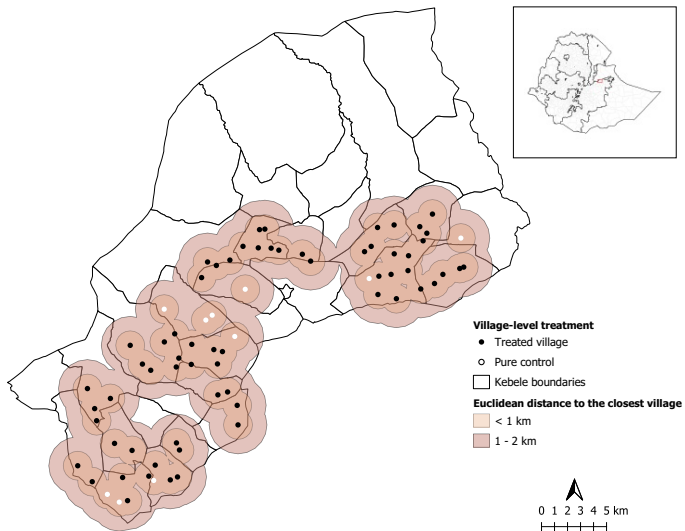 Village-level treatment
Treated village
Pure control
Kebele boundaries
Euclidean distance to the closest village
< 1 km
1 - 2 km
0 1 2 3 4 5 km